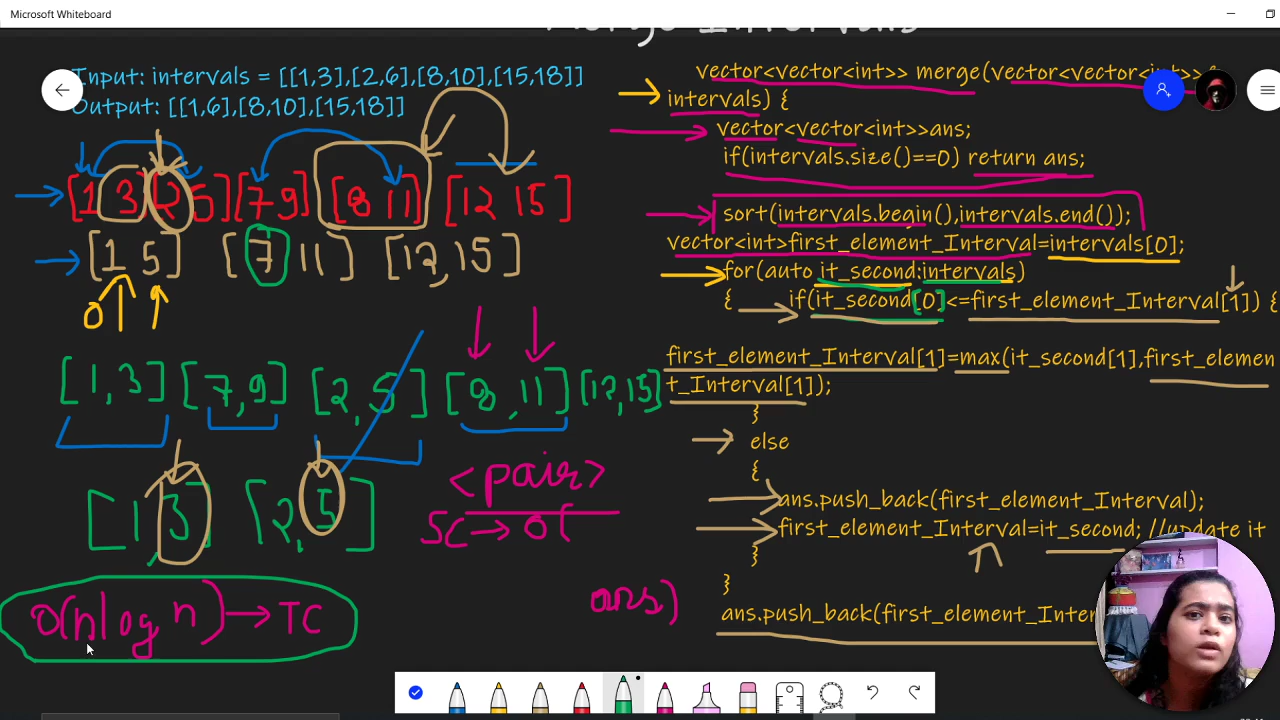 Microsoft Whiteboard
Merge Intervals
Input: intervals = [[1,3],[2,6],[8,10],[15,18]]
Output: [[1,6],[8,10],[15,18]]
[1 3] [2 5] [7 9] [8 11] [12 15]
[1 5] [7 11] [12,15]
0 1
[1,3] [7,9] [2,5] [8,11] [12,15]
[1,3] [2,5]
<pair>
SC → O(
ans)
O(nlogn) → TC
vector<vector<int>> merge(vector<vector<int>>
intervals) {
vector<vector<int>>ans;
if(intervals.size()==0) return ans;
sort(intervals.begin(),intervals.end());
vector<int>first_element_Interval=intervals[0];
for(auto it_second:intervals)
{ if(it_second[0]<=first_element_Interval[1]) {
first_element_Interval[1]=max(it_second[1],first_elemen
t_Interval[1]);
}
else
{
ans.push_back(first_element_Interval);
first_element_Interval=it_second; //update it
}
}
ans.push_back(first_element_Inter